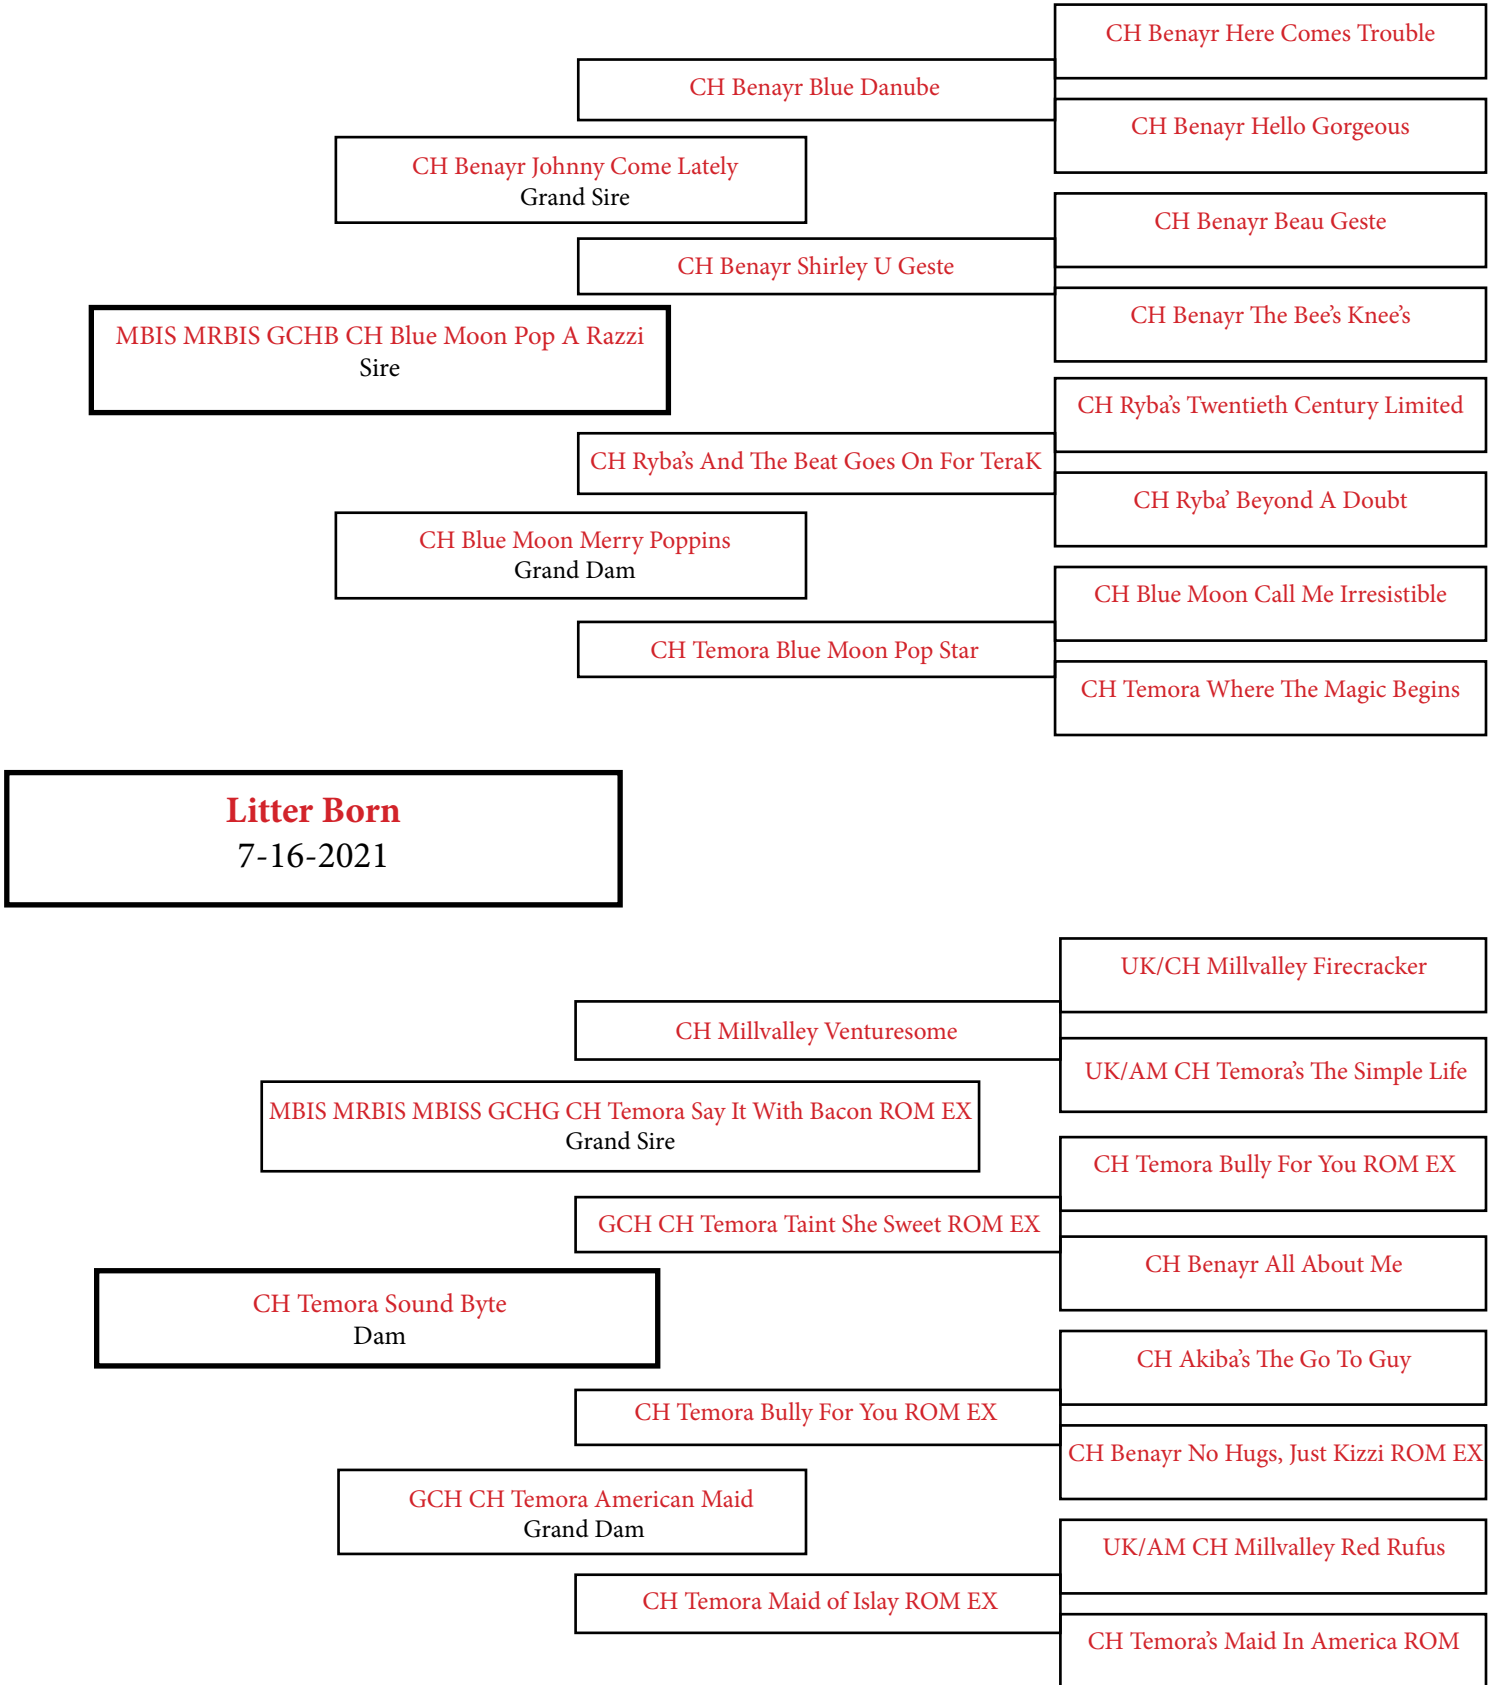 CH Benayr Here Comes Trouble
CH Benayr Blue Danube
CH Benayr Hello Gorgeous
CH Benayr Johnny Come Lately
Grand Sire
CH Benayr Beau Geste
CH Benayr Shirley U Geste
CH Benayr The Bee's Knee's
MBIS MRBIS GCHB CH Blue Moon Pop A Razzi
Sire
CH Ryba's Twentieth Century Limited
CH Ryba's And The Beat Goes On For TeraK
CH Ryba' Beyond A Doubt
CH Blue Moon Merry Poppins
Grand Dam
CH Blue Moon Call Me Irresistible
CH Temora Blue Moon Pop Star
CH Temora Where The Magic Begins
Litter Born
7-16-2021
UK/CH Millvalley Firecracker
CH Millvalley Venturesome
UK/AM CH Temora's The Simple Life
MBIS MRBIS MBISS GCHG CH Temora Say It With Bacon ROM EX
Grand Sire
CH Temora Bully For You ROM EX
GCH CH Temora Taint She Sweet ROM EX
CH Benayr All About Me
CH Temora Sound Byte
Dam
CH Akiba's The Go To Guy
CH Temora Bully For You ROM EX
CH Benayr No Hugs, Just Kizzi ROM EX
GCH CH Temora American Maid
Grand Dam
UK/AM CH Millvalley Red Rufus
CH Temora Maid of Islay ROM EX
CH Temora's Maid In America ROM